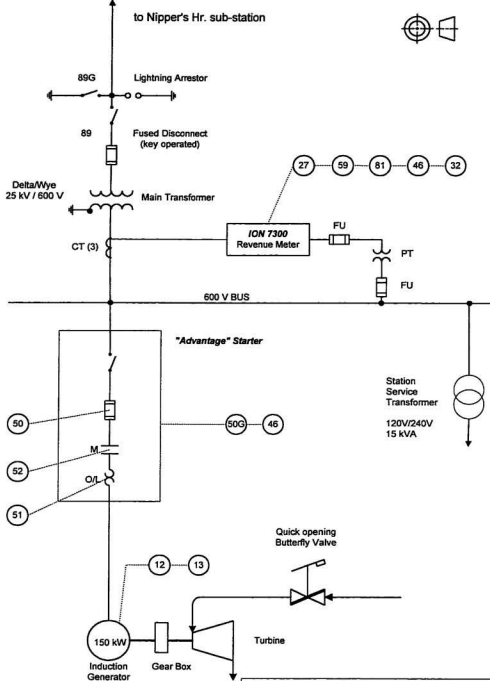 to Nipper's Hr. sub-station
89G
Lightning Arrestor
89
Fused Disconnect
(key operated)
27
59
81
46
32
Delta/Wye
25 kV / 600 V
Main Transformer
ION 7300
Revenue Meter
FU
CT (3)
PT
FU
600 V BUS
"Advantage" Starter
Station
Service
Transformer
120V/240V
15 kVA
50
50G
46
M
52
O/L
51
Quick opening
Butterfly Valve
12
13
150 kW
Turbine
Induction
Generator
Gear Box